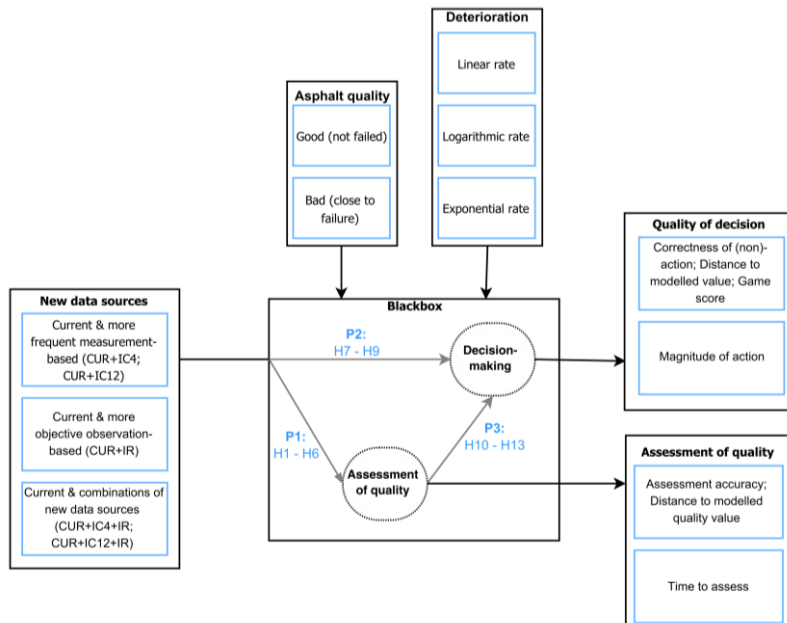 Deterioration
Linear rate
Logarithmic rate
Exponential rate
Asphalt quality
Good (not failed)
Bad (close to
failure)
New data sources
Current & more
frequent measurement-
based (CUR+IC4;
CUR+IC12)
Current & more
objective observation-
based (CUR+IR)
Current & combinations of
new data sources
(CUR+IC4+IR;
CUR+IC12+IR)
Blackbox
P2:
H7 - H9
Decision-
making
P1:
H1 - H6
P3:
H10 - H13
Assessment
of quality
Quality of decision
Correctness of (non)-
action; Distance to
modelled value; Game
score
Magnitude of action
Assessment of quality
Assessment accuracy;
Distance to modelled
quality value
Time to assess